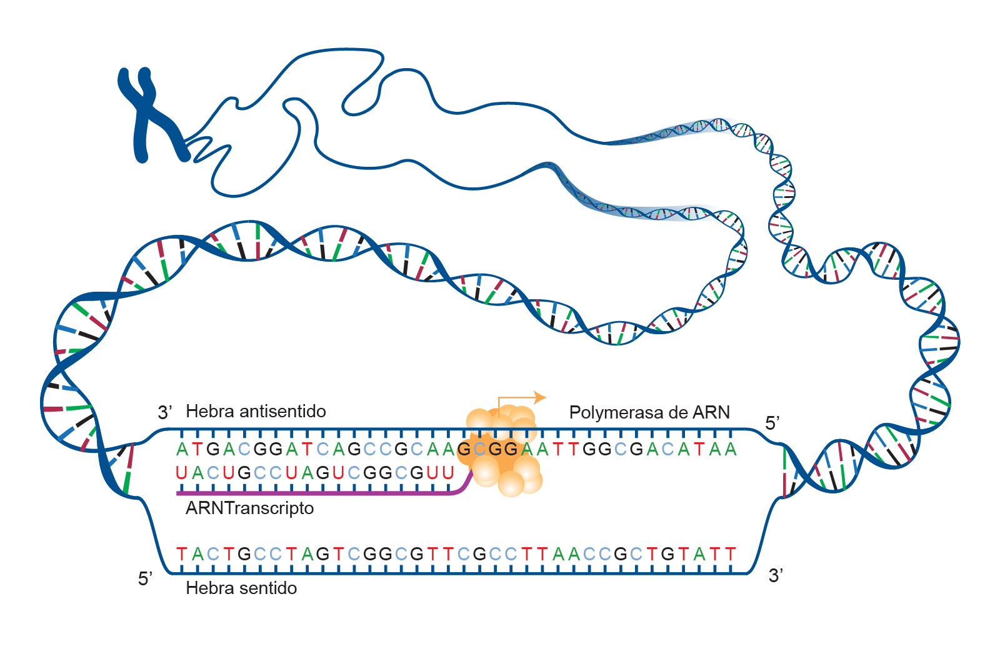 3’ Hebra antisentido Polymerasa de ARN 5’
ATGACGGATCAGCCGCAAGCGGAATTGGCGACATAA
UACUGCCUAGUCGGCGUU
ARNTranscripto
TACTGCCTAGTCGGCGTTCGCCTTAACCGCTGTATT
5’ Hebra sentido 3’